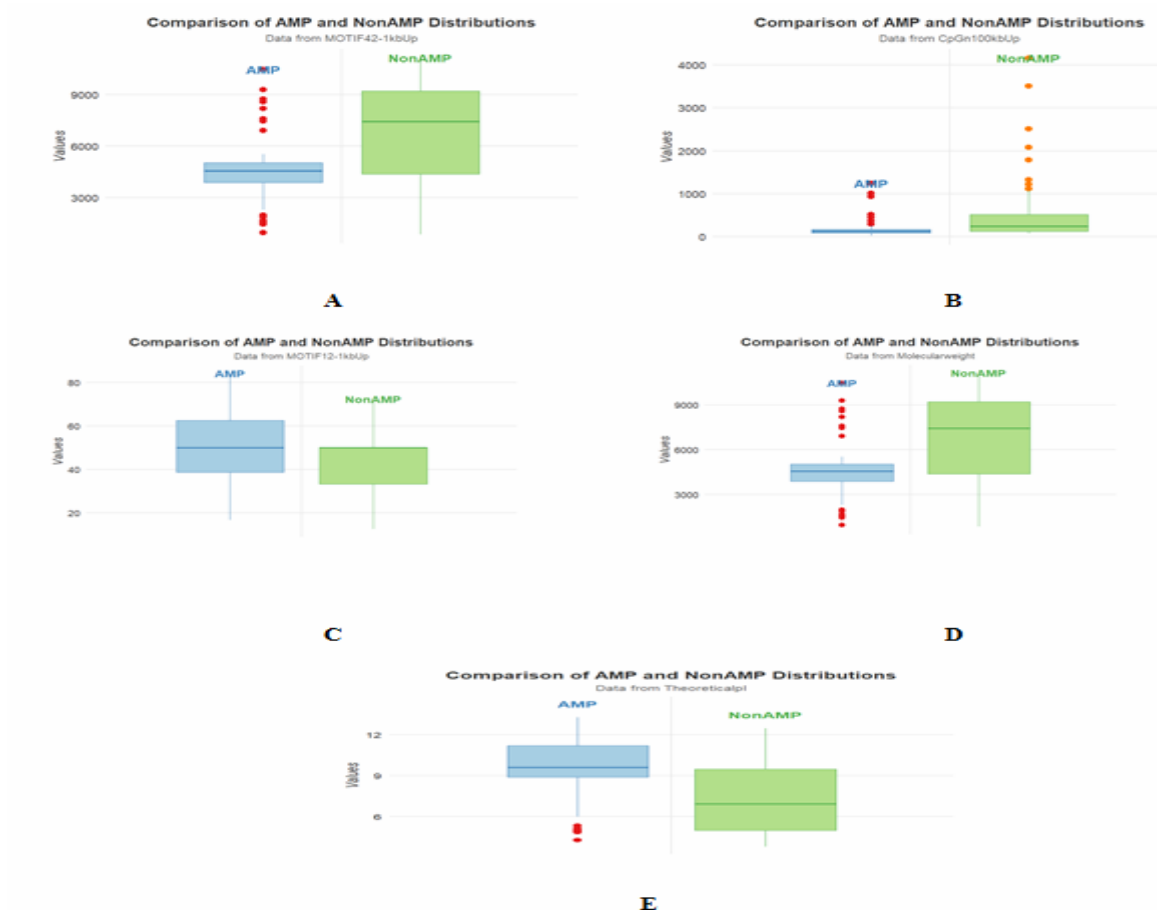 Comparison of AMP and NonAMP Distributions
Data from MOTIF42-1kbUp
AMP
NonAMP
9000
6000
3000
Values
A
Comparison of AMP and NonAMP Distributions
Data from CpGn100kbUp
NonAMP
AMP
4000
3000
2000
1000
0
Values
B
Comparison of AMP and NonAMP Distributions
Data from MOTIF12-1kbUp
AMP
NonAMP
80
60
40
20
Values
C
Comparison of AMP and NonAMP Distributions
Data from Molecularweight
AMP
NonAMP
9000
6000
3000
Values
D
Comparison of AMP and NonAMP Distributions
Data from TheoreticalpI
AMP
NonAMP
12
9
6
Values
E